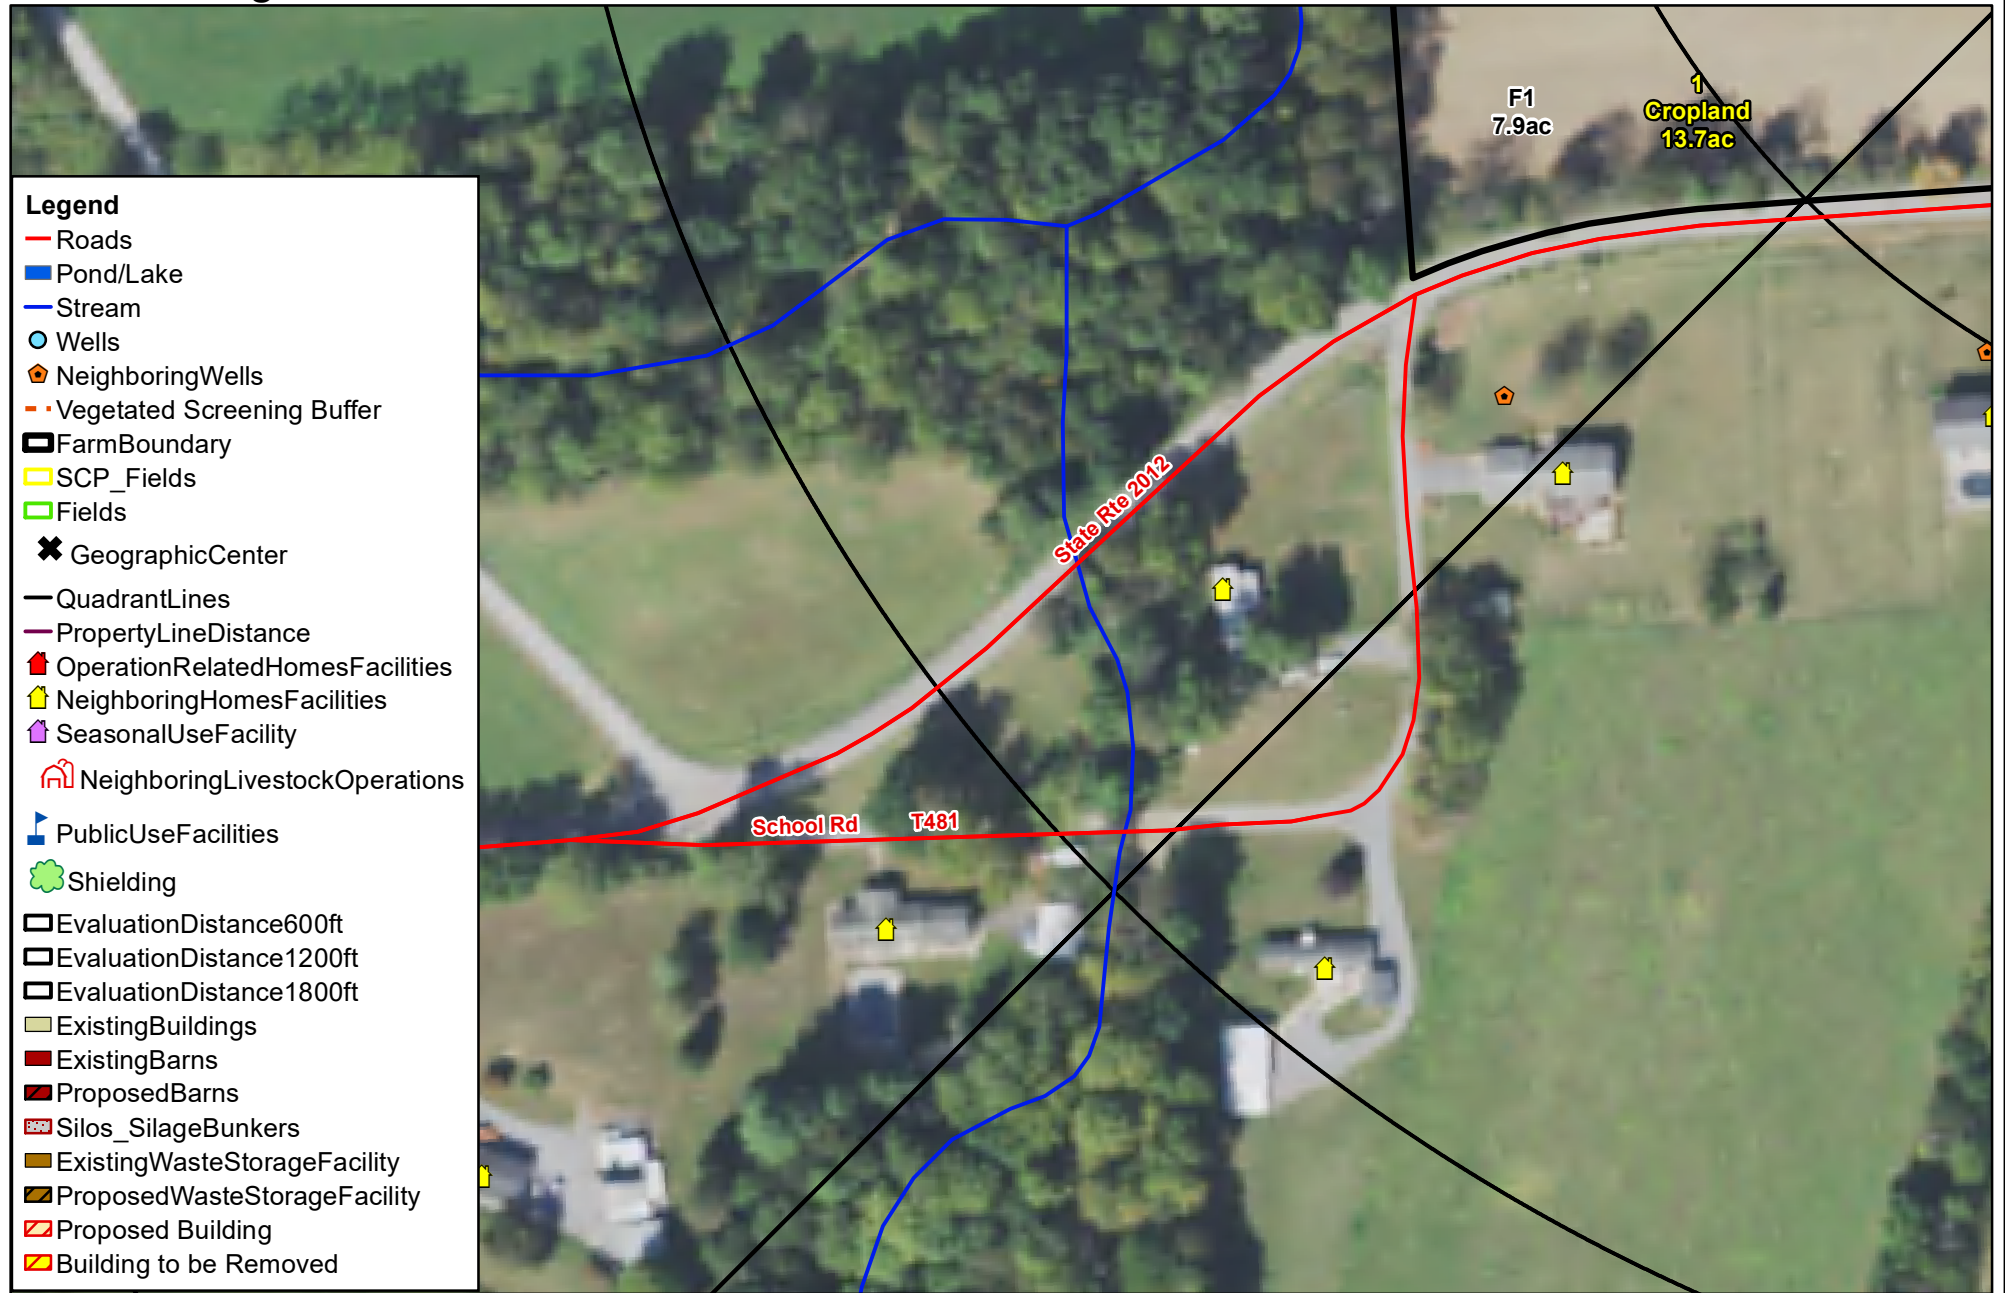 F1
7.9ac
1
Cropland
13.7ac
Legend
Roads
Pond/Lake
Stream
Wells
NeighboringWells
Vegetated Screening Buffer
FarmBoundary
SCP_Fields
Fields
GeographicCenter
QuadrantLines
PropertyLineDistance
OperationRelatedHomesFacilities
NeighboringHomesFacilities
SeasonalUseFacility
NeighboringLivestockOperations
PublicUseFacilities
Shielding
EvaluationDistance600ft
EvaluationDistance1200ft
EvaluationDistance1800ft
ExistingBuildings
ExistingBarns
ProposedBarns
Silos_SilageBunkers
ExistingWasteStorageFacility
ProposedWasteStorageFacility
Proposed Building
Building to be Removed
State Rte 2012
School Rd T481